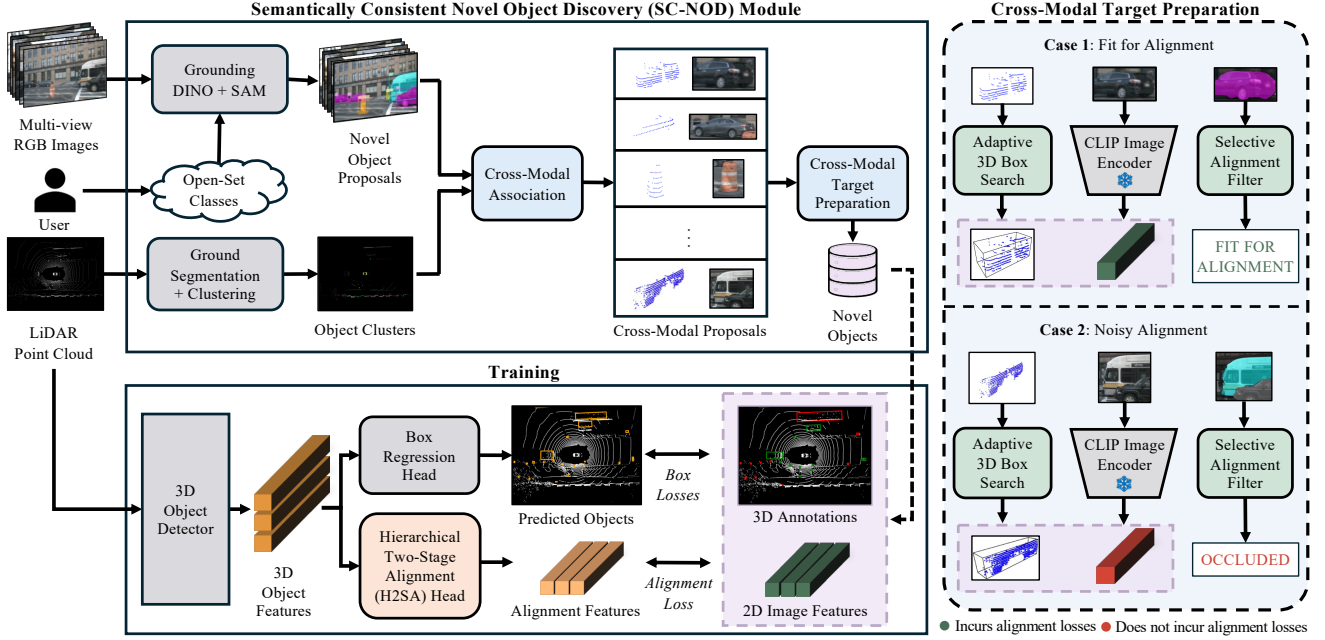 Semantically Consistent Novel Object Discovery (SC-NOD) Module
Multi-view
RGB Images
User
LiDAR
Point Cloud
Grounding
DINO + SAM
Open-Set
Classes
Ground
Segmentation
+ Clustering
Novel
Object
Proposals
Object Clusters
Cross-Modal
Association
Cross-Modal Proposals
Cross-Modal
Target
Preparation
Novel
Objects
Training
3D
Object
Detector
3D
Object
Features
Box
Regression
Head
Hierarchical
Two-Stage
Alignment
(H2SA) Head
Predicted Objects
Alignment Features
Box
Losses
Alignment
Loss
3D Annotations
2D Image Features
Cross-Modal Target Preparation
Case 1: Fit for Alignment
Adaptive
3D Box
Search
CLIP Image
Encoder
Selective
Alignment
Filter
FIT FOR
ALIGNMENT
Case 2: Noisy Alignment
Adaptive
3D Box
Search
CLIP Image
Encoder
Selective
Alignment
Filter
OCCLUDED
Incurs alignment losses
Does not incur alignment losses